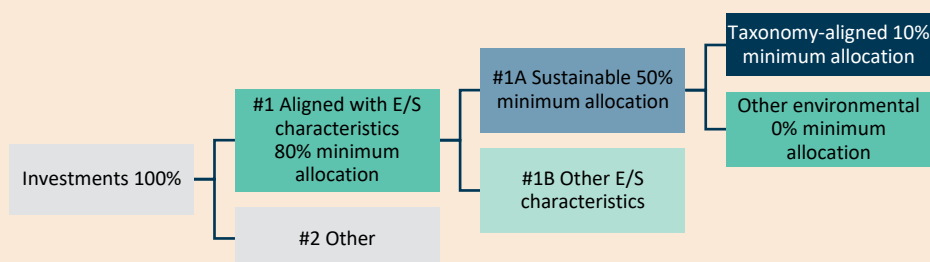 Investments 100%
#1 Aligned with E/S
characteristics
80% minimum
allocation
#2 Other
#1A Sustainable 50%
minimum allocation
#1B Other E/S
characteristics
Taxonomy-aligned 10%
minimum allocation
Other environmental
0% minimum
allocation